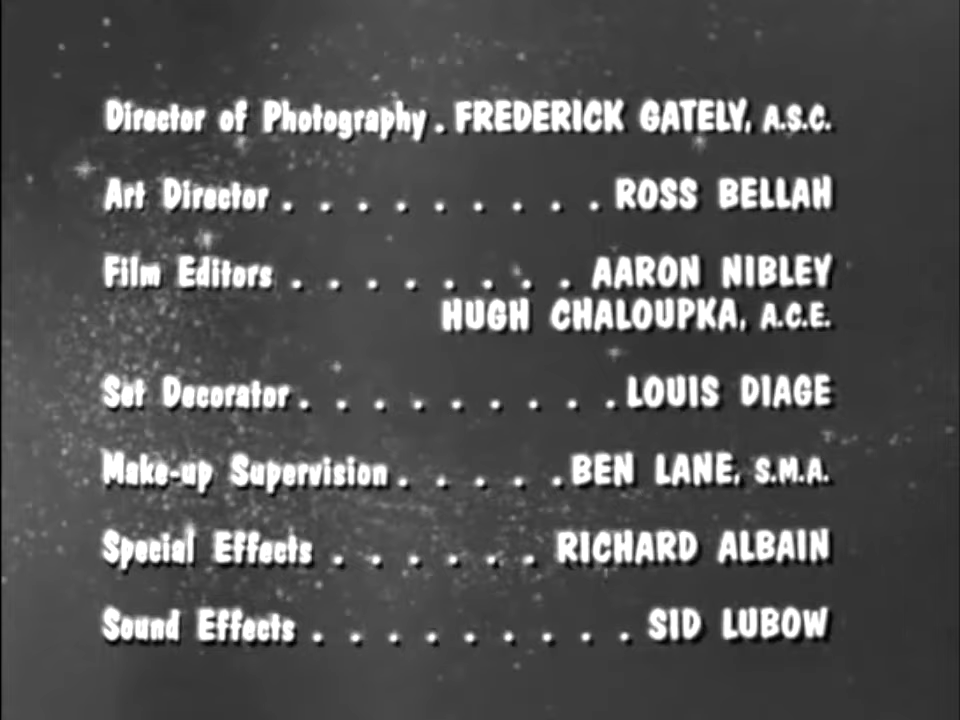 Director of Photography . FREDERICK GATELY, A.S.C.
Art Director . . . . . . . . . ROSS BELLAH
Film Editors . . . . . . . . AARON NIBLEY
HUGH CHALOUPKA, A.C.E.
Set Decorator . . . . . . . . . LOUIS DIAGE
Make-up Supervision . . . . . BEN LANE, S.M.A.
Special Effects . . . . . . RICHARD ALBAIN
Sound Effects . . . . . . . . . SID LUBOW